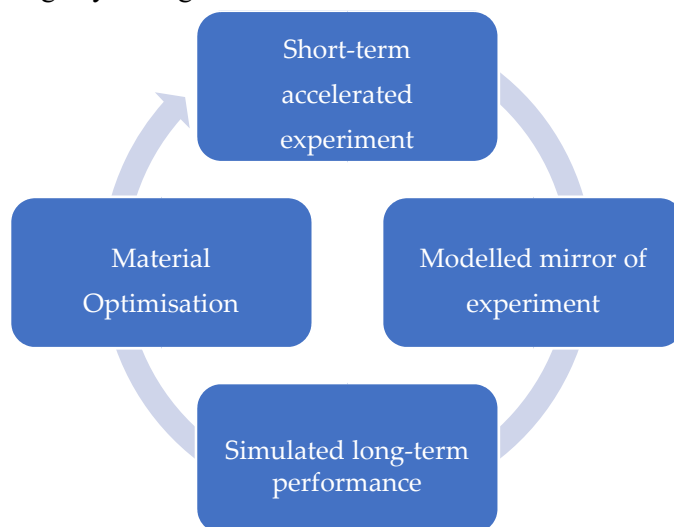 Short-term
accelerated
experiment
Material
Optimisation
Modelled mirror of
experiment
Simulated long-term
performance